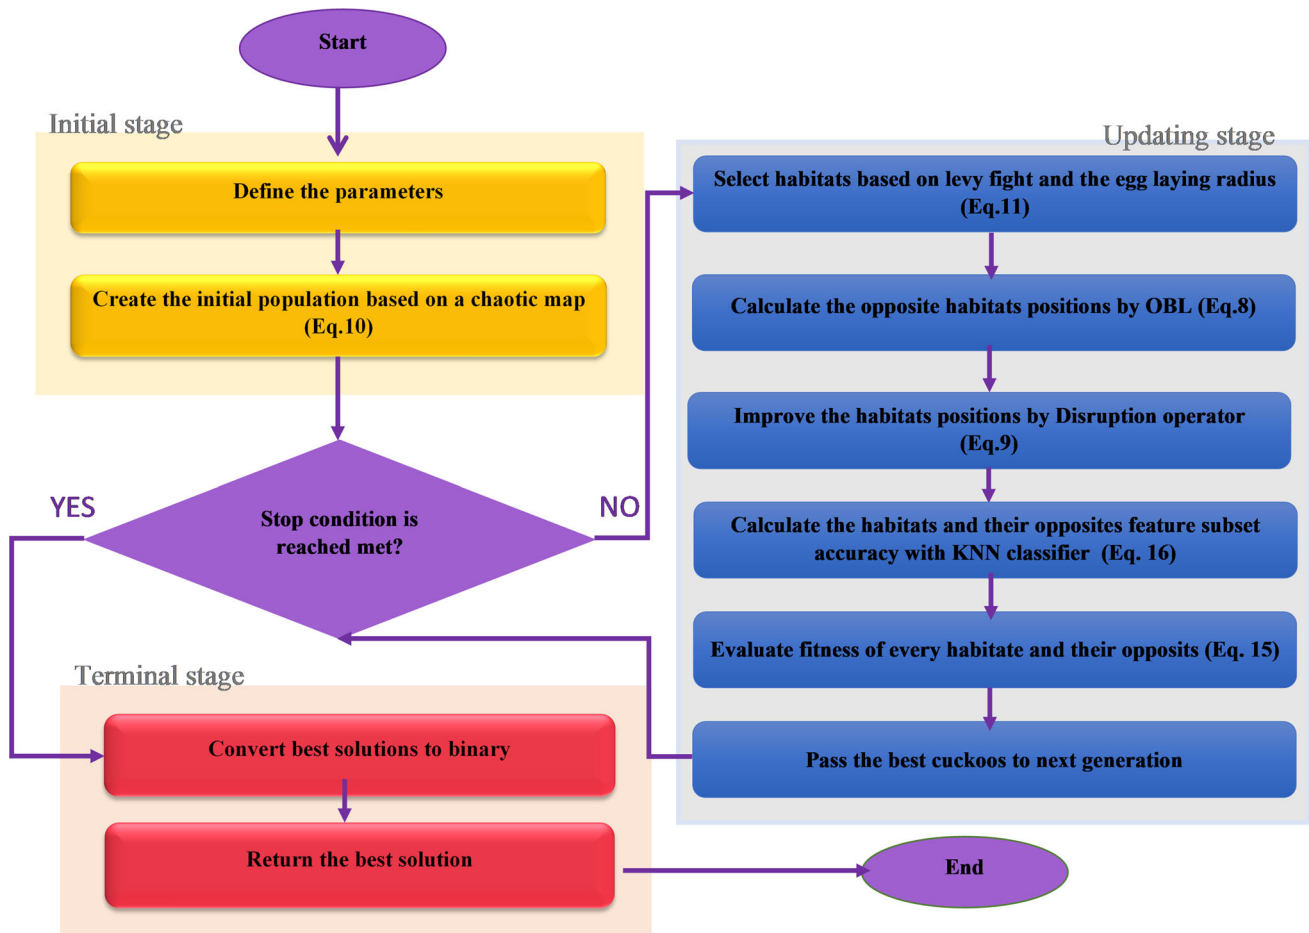 Start
Initial stage
Define the parameters
Create the initial population based on a chaotic map
(Eq.10)
YES
Stop condition is
reached met?
NO
Updating stage
Select habitats based on levy fight and the egg laying radius
(Eq.11)
Calculate the opposite habitats positions by OBL (Eq.8)
Improve the habitats positions by Disruption operator
(Eq.9)
Calculate the habitats and their opposites feature subset
accuracy with KNN classifier (Eq. 16)
Evaluate fitness of every habitate and their opposits (Eq. 15)
Pass the best cuckoos to next generation
Terminal stage
Convert best solutions to binary
Return the best solution
End